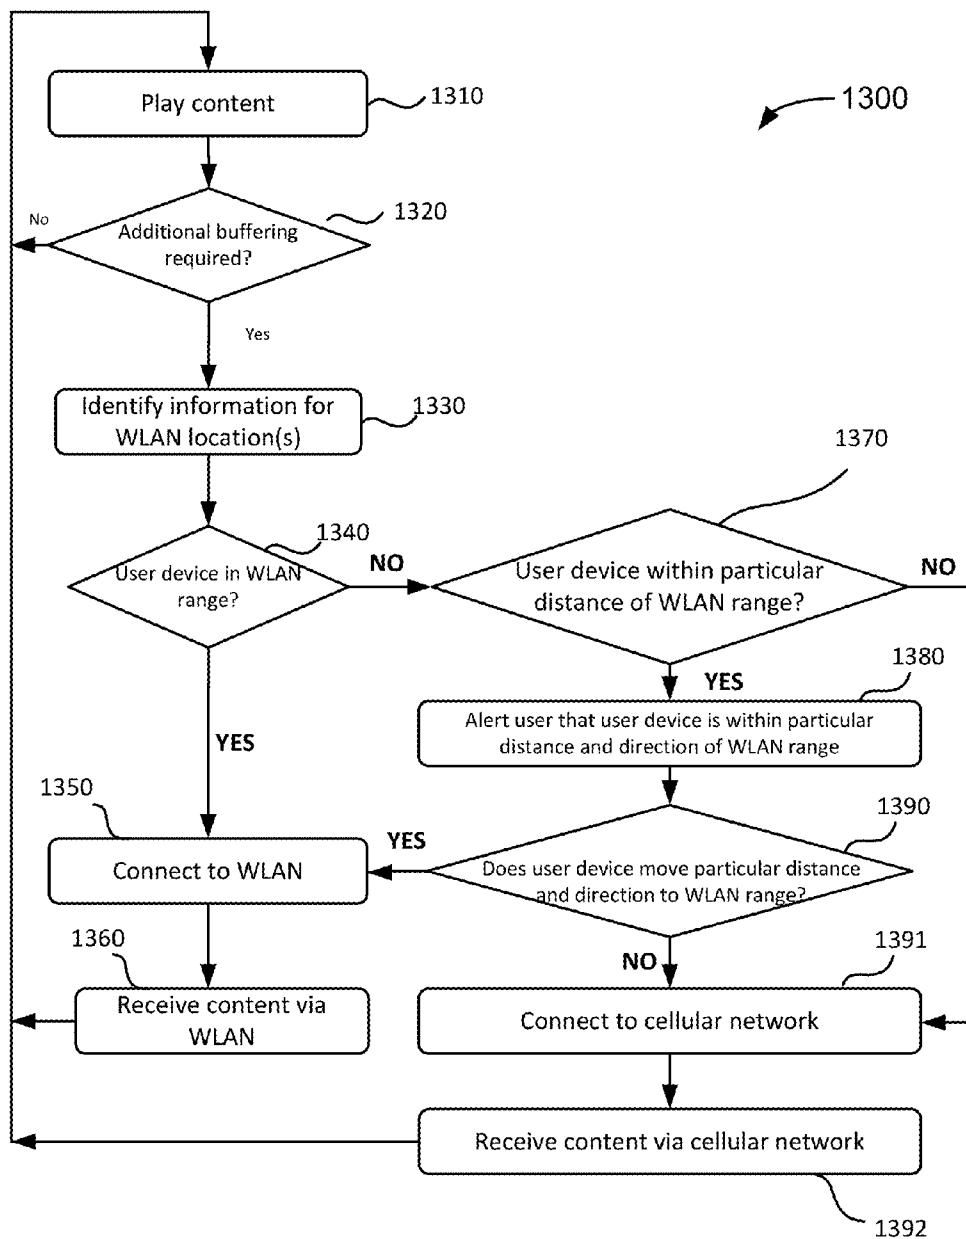 1300
Play content
1310
Additional buffering
required?
1320
No
Yes
Identify information for
WLAN location(s)
1330
User device in WLAN
range?
1340
NO
YES
User device within particular
distance of WLAN range?
1370
NO
YES
Alert user that user device is within particular
distance and direction of WLAN range
1380
Does user device move particular distance
and direction to WLAN range?
1390
YES
NO
1350
Connect to WLAN
1360
Receive content via
WLAN
1391
Connect to cellular network
Receive content via cellular network
1392